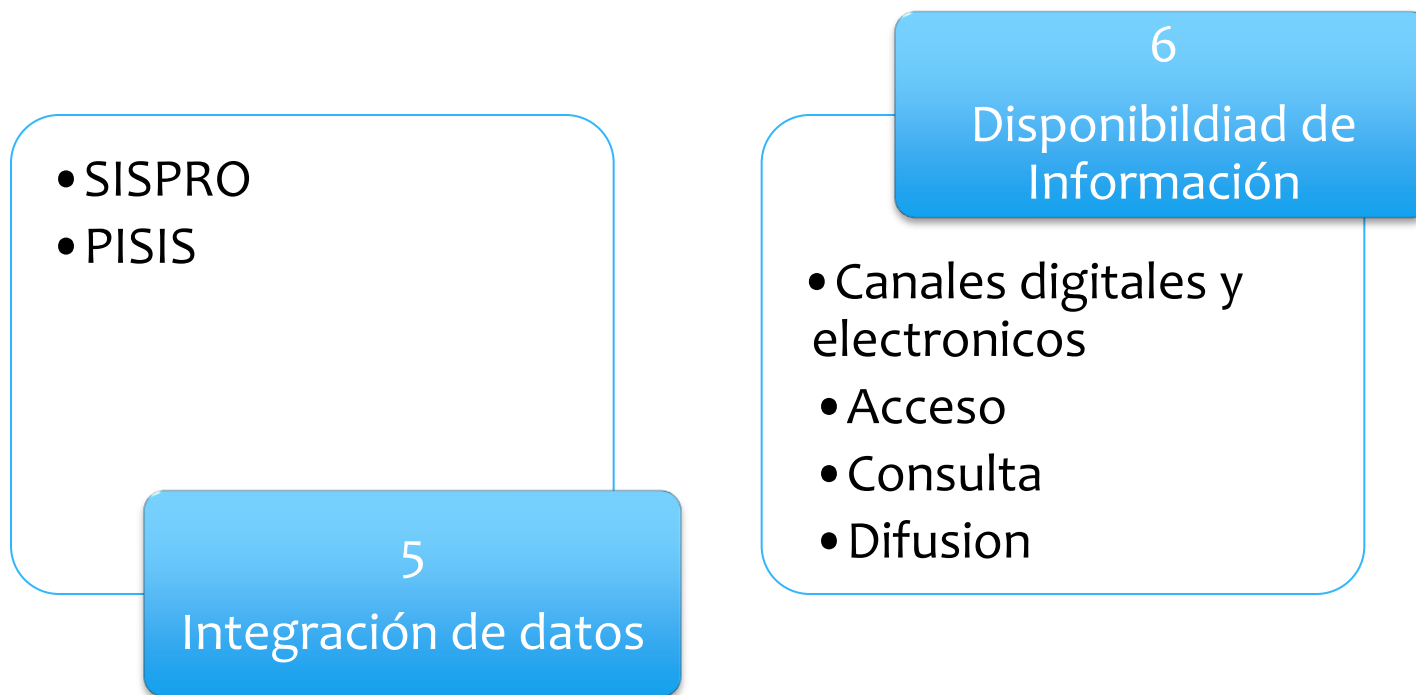 • SISPRO
• PISIS
5
Integración de datos
6
Disponibildiad de
Información
• Canales digitales y
electronicos
• Acceso
• Consulta
• Difusion